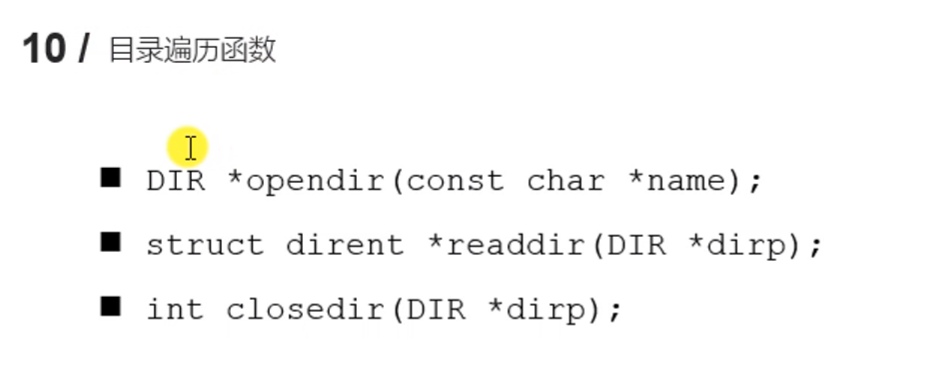 10 / 目录遍历函数
DIR *opendir(const char *name);
struct dirent *readdir(DIR *dirp);
int closedir(DIR *dirp);